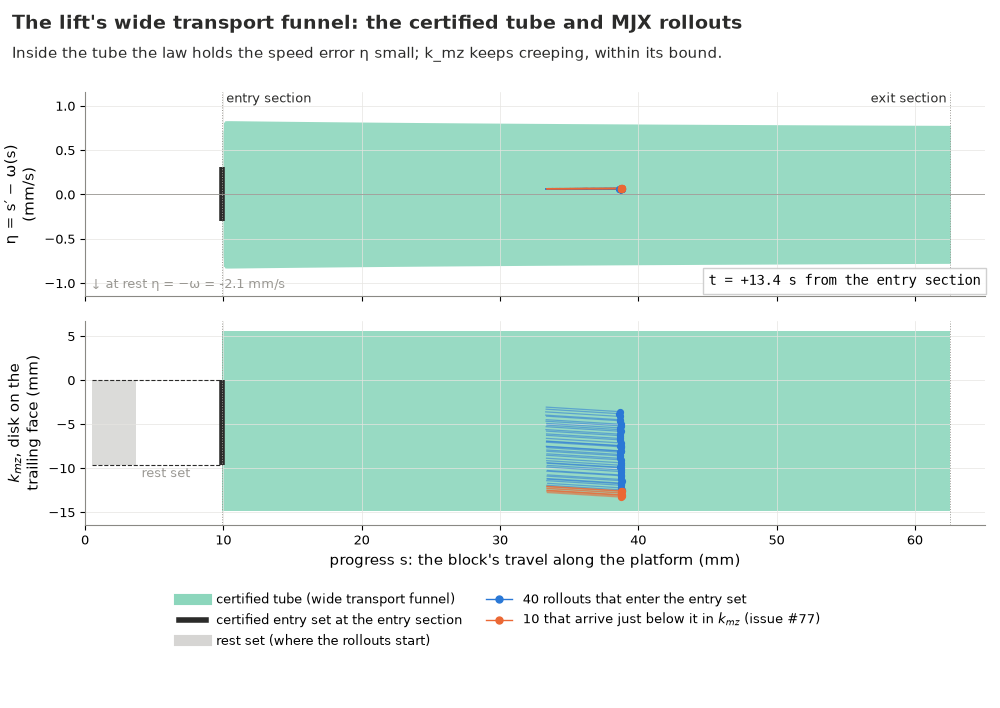 The lift's wide transport funnel: the certified tube and MJX rollouts
Inside the tube the law holds the speed error η small; k_mz keeps creeping, within its bound.
entry section
exit section
1.0
0.5
0.0
−0.5
−1.0
η = s′ − ω(s)
(mm/s)
↓ at rest η = −ω = -2.1 mm/s
t = +13.4 s from the entry section
5
0
−5
−10
−15
k_mz, disk on the
trailing face (mm)
rest set
0 10 20 30 40 50 60
progress s: the block's travel along the platform (mm)
certified tube (wide transport funnel)
certified entry set at the entry section
rest set (where the rollouts start)
40 rollouts that enter the entry set
10 that arrive just below it in k_mz (issue #77)